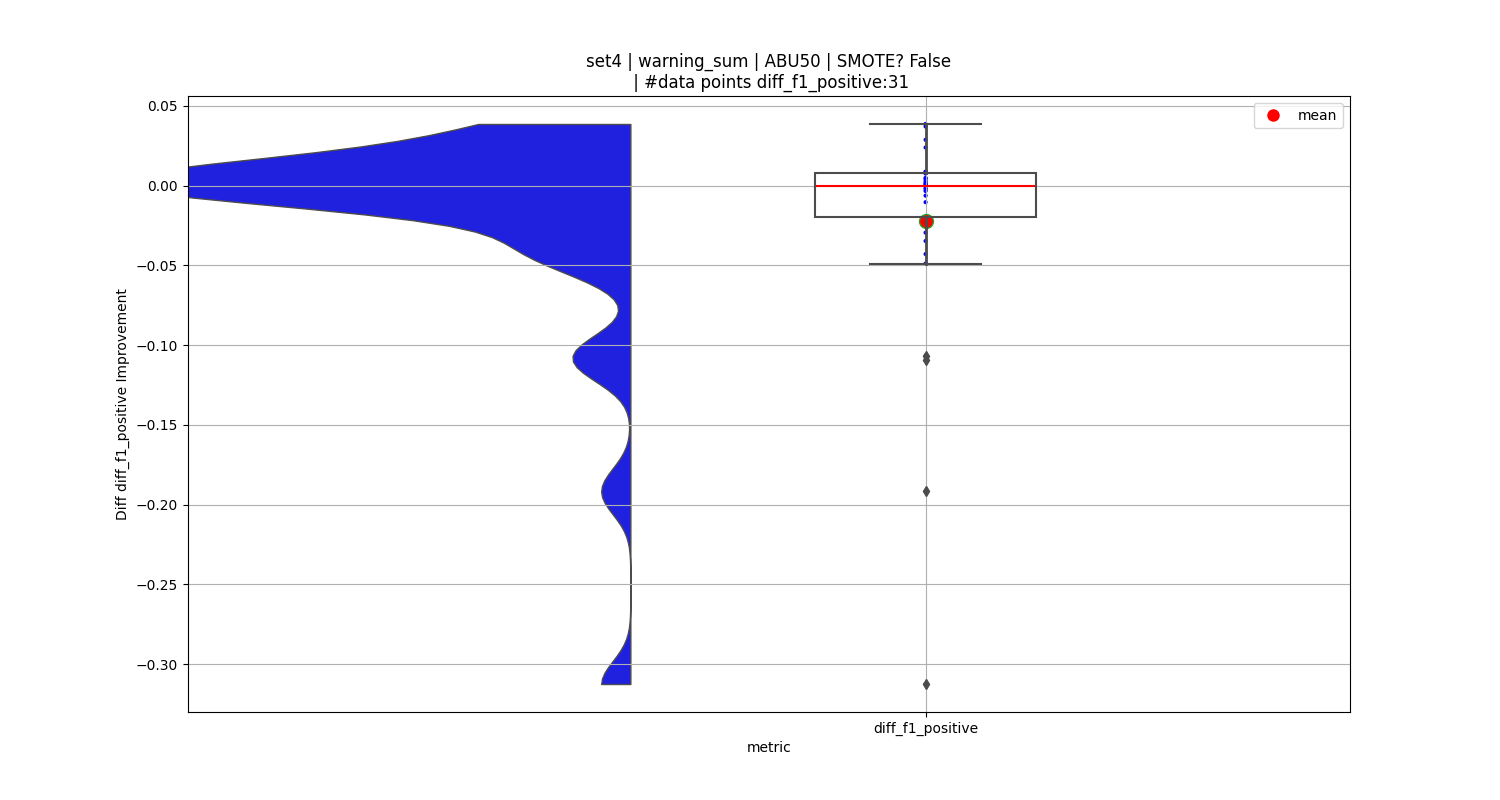 set4 | warning_sum | ABU50 | SMOTE? False
| #data points diff_f1_positive:31
mean
0.05
0.00
−0.05
−0.10
−0.15
−0.20
−0.25
−0.30
Diff diff_f1_positive Improvement
diff_f1_positive
metric